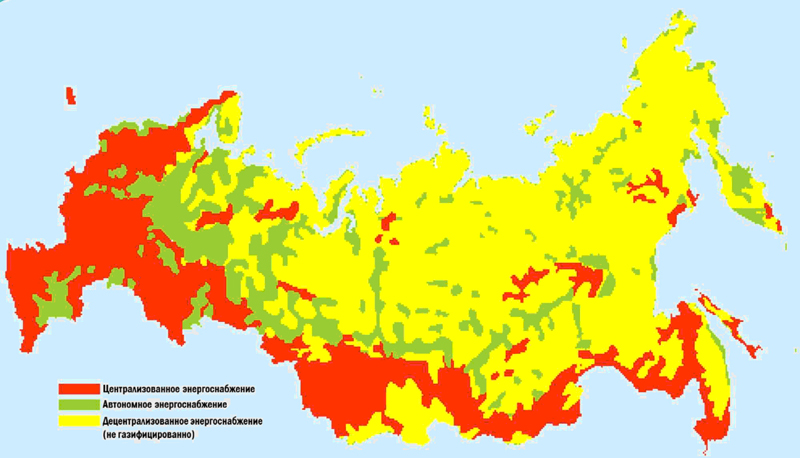 Централизованное энергоснабжение
Автономное энергоснабжение
Децентрализованное энергоснабжение
(не газифицированно)